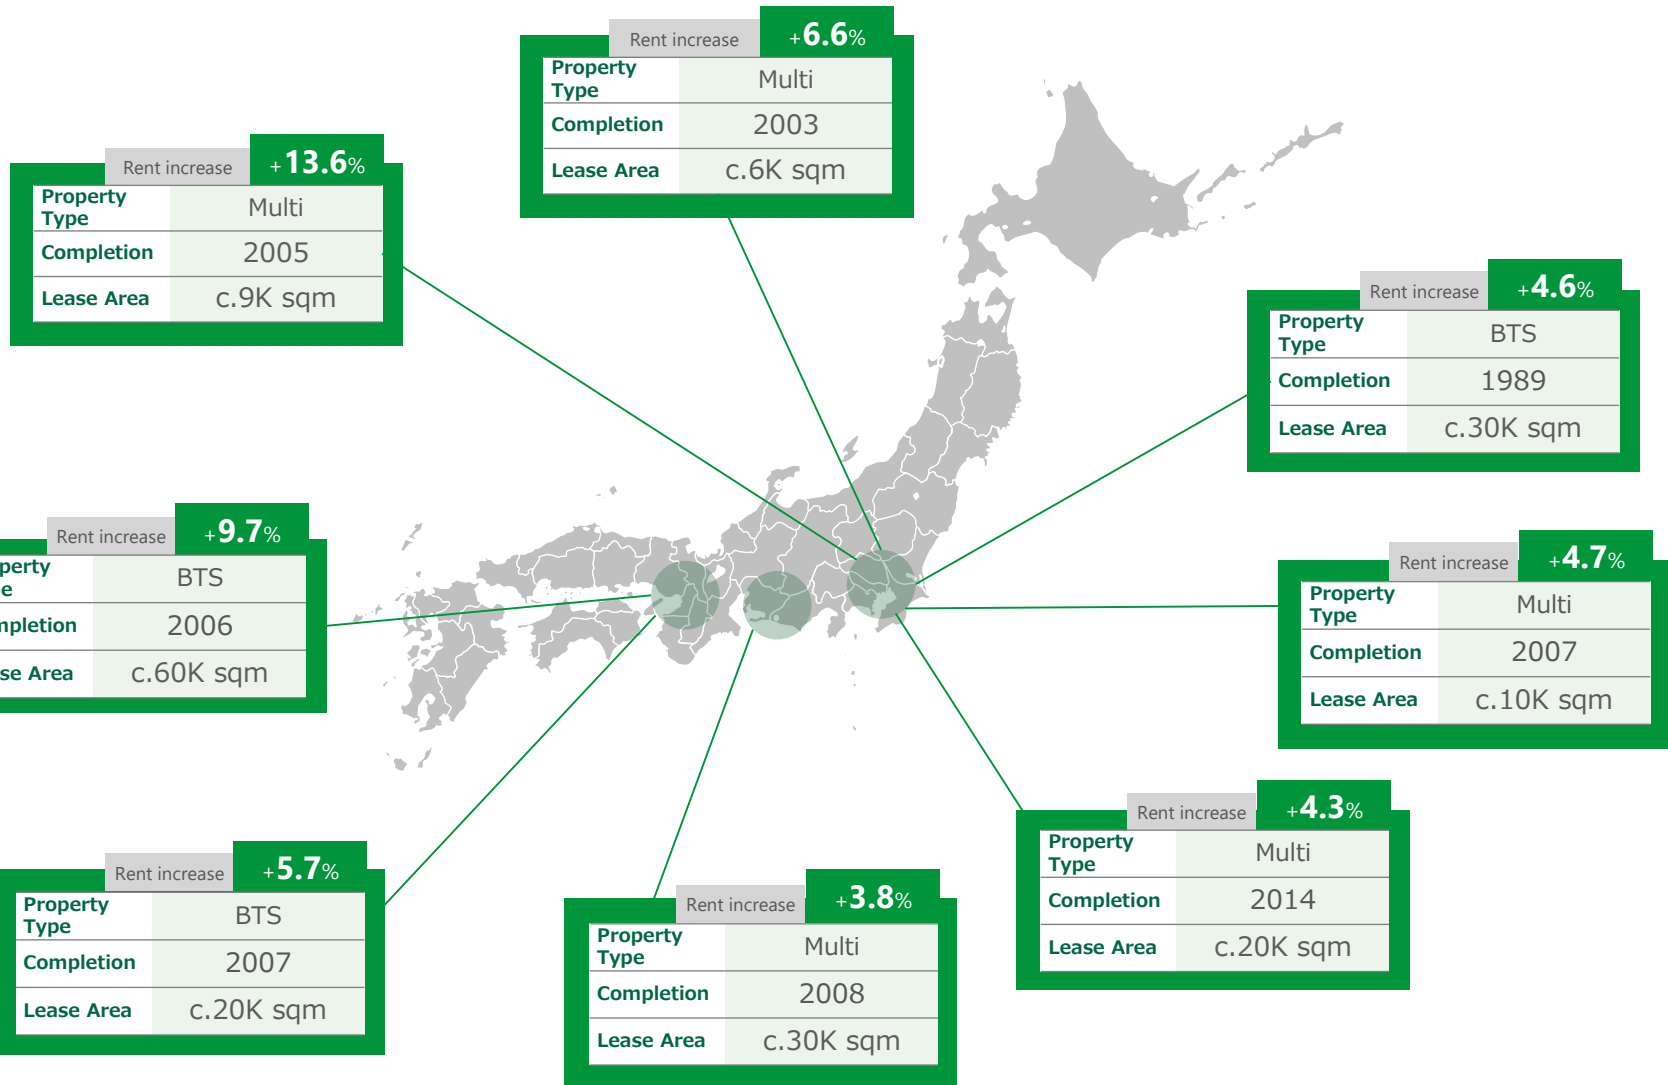 Rent increase +6.6%
Property
Type
Multi
Completion 2003
Lease Area c.6K sqm
Rent increase +13.6%
Property
Type
Multi
Completion 2005
Lease Area c.9K sqm
Rent increase +4.6%
Property
Type
BTS
Completion 1989
Lease Area c.30K sqm
Rent increase +9.7%
perty
e
BTS
mpletion 2006
se Area c.60K sqm
Rent increase +4.7%
Property
Type
Multi
Completion 2007
Lease Area c.10K sqm
Rent increase +5.7%
Property
Type
BTS
Completion 2007
Lease Area c.20K sqm
Rent increase +3.8%
Property
Type
Multi
Completion 2008
Lease Area c.30K sqm
Rent increase +4.3%
Property
Type
Multi
Completion 2014
Lease Area c.20K sqm